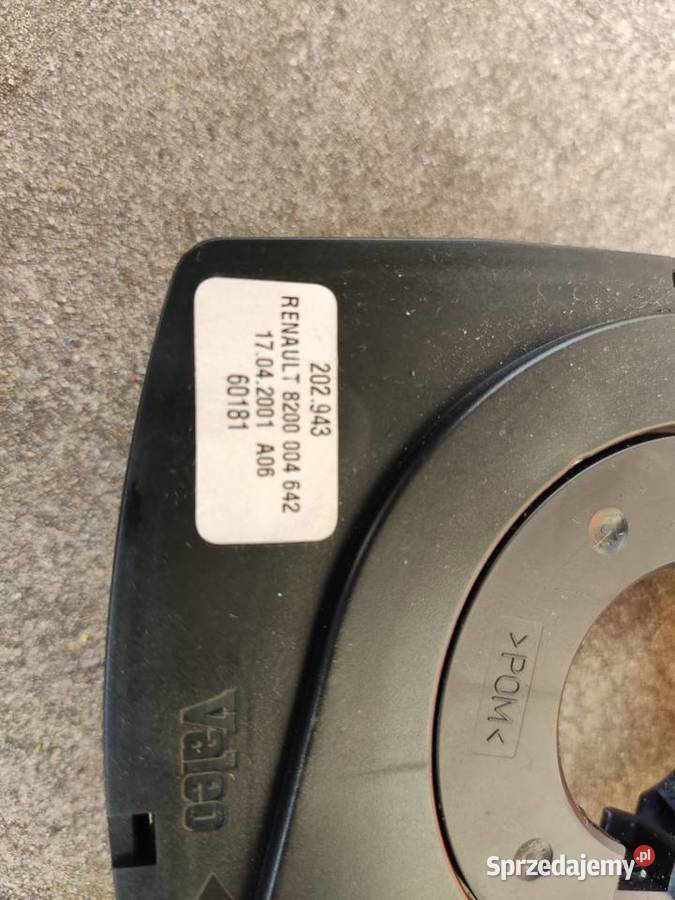 202.943
RENAULT 8200 004 642
17.04.2001 A06
60181
Valeo
>POM<
Sprzedajemy.pl